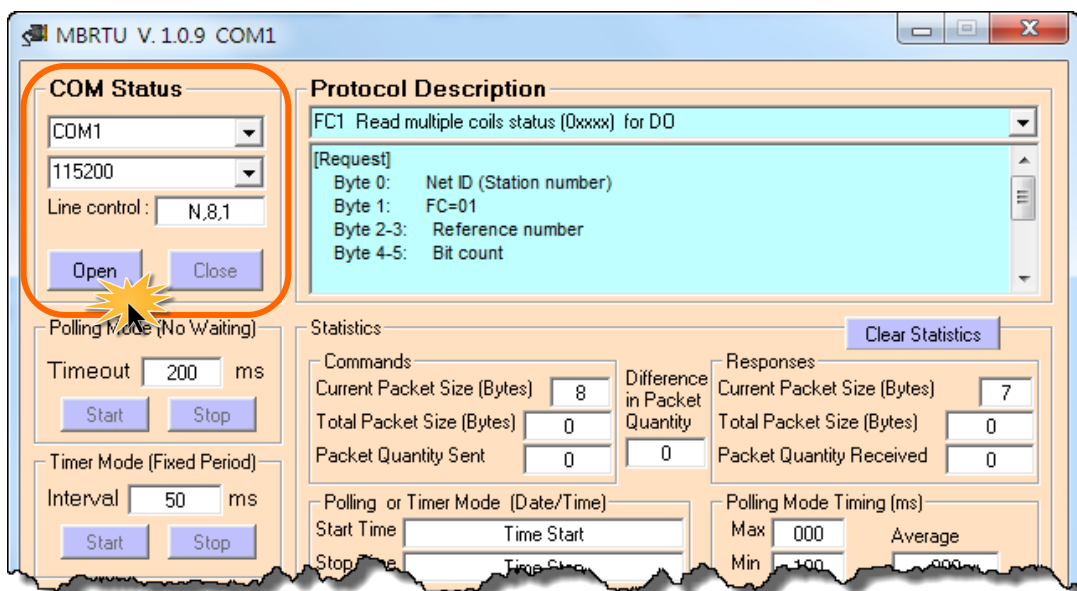 MBRTU V. 1.0.9 COM1
COM Status
COM1
115200
Line control : N,8,1
Open Close
Protocol Description
FC1 Read multiple coils status (0xxxx) for DO
[Request]
Byte 0: Net ID (Station number)
Byte 1: FC=01
Byte 2-3: Reference number
Byte 4-5: Bit count
Polling Mode (No Waiting)
Timeout 200 ms
Start Stop
Timer Mode (Fixed Period)
Interval 50 ms
Start Stop
Statistics
Clear Statistics
Commands
Current Packet Size (Bytes) 8
Total Packet Size (Bytes) 0
Packet Quantity Sent 0
Difference
in Packet
Quantity
0
Responses
Current Packet Size (Bytes) 7
Total Packet Size (Bytes) 0
Packet Quantity Received 0
Polling or Timer Mode (Date/Time)
Start Time Time Start
Stop Time Time Stop
Polling Mode Timing (ms)
Max 000
Average
Min 100
000